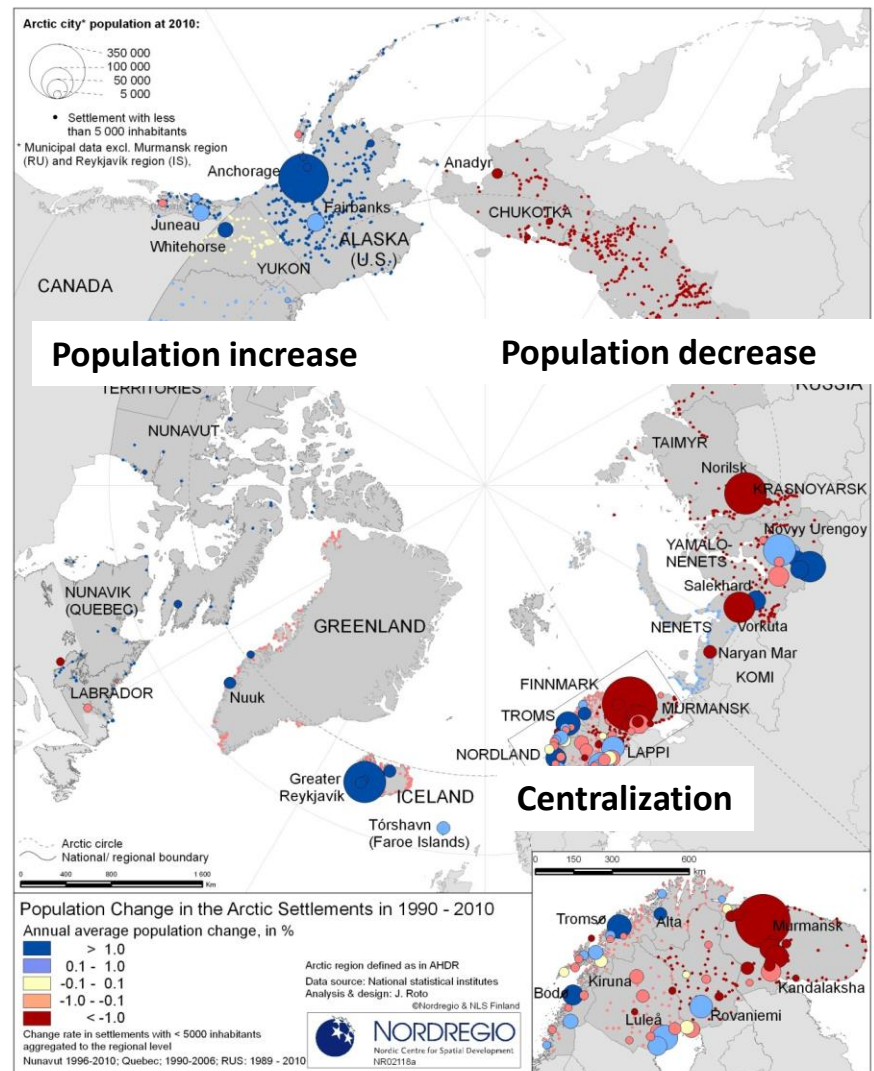 Arctic city* population at 2010:
350 000
100 000
50 000
5 000
Settlement with less
than 5 000 inhabitants
* Municipal data excl. Murmansk region
(RU) and Reykjavik region (IS).
Anchorage
Anadyr
Fairbanks
CHUKOTKA
Juneau
Whitehorse
ALASKA
(U.S.)
YUKON
CANADA
Population increase
Population decrease
TERRITORIES
RUSSIA
NUNAVUT
TAIMYR
Norilsk
KRASNOYARSK
Novyy Urengoy
YAMALO-
NENETS
Salekhard
NUNAVIK
(QUEBEC)
GREENLAND
NENETS
Vorkuta
Naryan Mar
KOMI
LABRADOR
Nuuk
FINNMARK
MURMANSK
TROMS
NORDLAND
LAPPI
Greater
Reykjavík
ICELAND
Centralization
Tórshavn
(Faroe Islands)
Arctic circle
National/ regional boundary
0 400 800 1 600
Km
0 150 300 600
km
Population Change in the Arctic Settlements in 1990 - 2010
Annual average population change, in %
> 1.0
0.1 - 1.0
-0.1 - 0.1
-1.0 - -0.1
< -1.0
Change rate in settlements with < 5000 inhabitants
aggregated to the regional level
Nunavut 1996-2010; Quebec; 1990-2006; RUS: 1989 - 2010
Arctic region defined as in AHDR
Data source: National statistical institutes
Analysis & design: J. Roto
©Nordregio & NLS Finland
NORDREGIO
Nordic Centre for Spatial Development
NR02118a
Tromsø
Alta
Murmansk
Kiruna
Kandalaksha
Bodø
Luleå
Rovaniemi